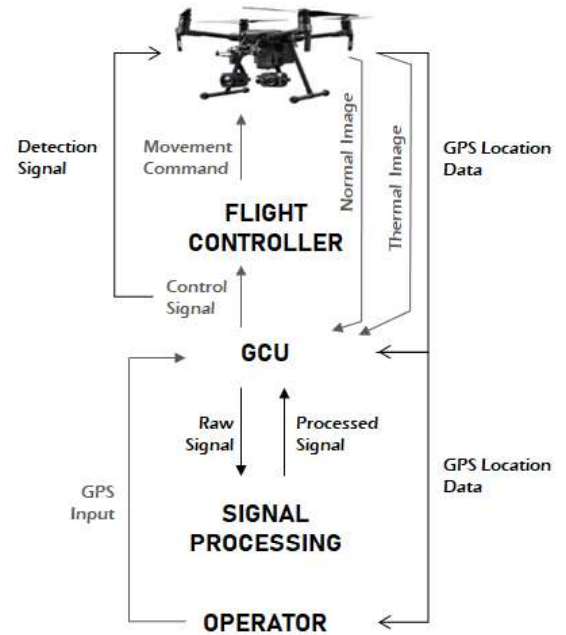 Detection
Signal
Movement
Command
Normal Image
Thermal Image
GPS Location
Data
FLIGHT
CONTROLLER
Control
Signal
GCU
Raw
Signal
Processed
Signal
GPS
Input
GPS Location
Data
SIGNAL
PROCESSING
OPERATOR